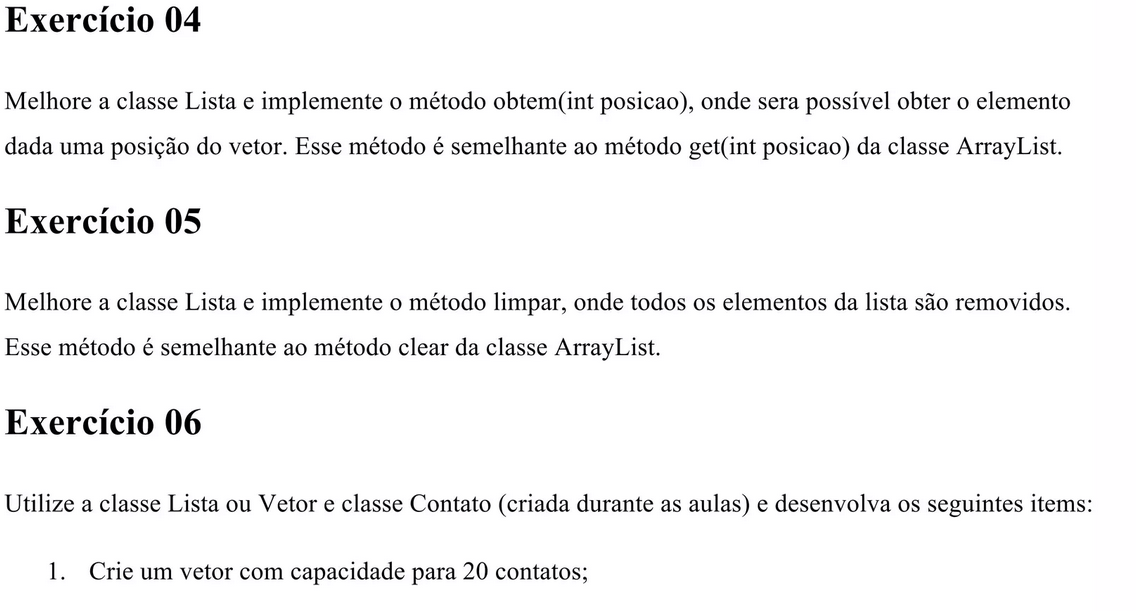 Exercício 04
Melhore a classe Lista e implemente o método obtem(int posicao), onde sera possível obter o elemento
dada uma posição do vetor. Esse método é semelhante ao método get(int posicao) da classe ArrayList.
Exercício 05
Melhore a classe Lista e implemente o método limpar, onde todos os elementos da lista são removidos.
Esse método é semelhante ao método clear da classe ArrayList.
Exercício 06
Utilize a classe Lista ou Vetor e classe Contato (criada durante as aulas) e desenvolva os seguintes items:
1. Crie um vetor com capacidade para 20 contatos;